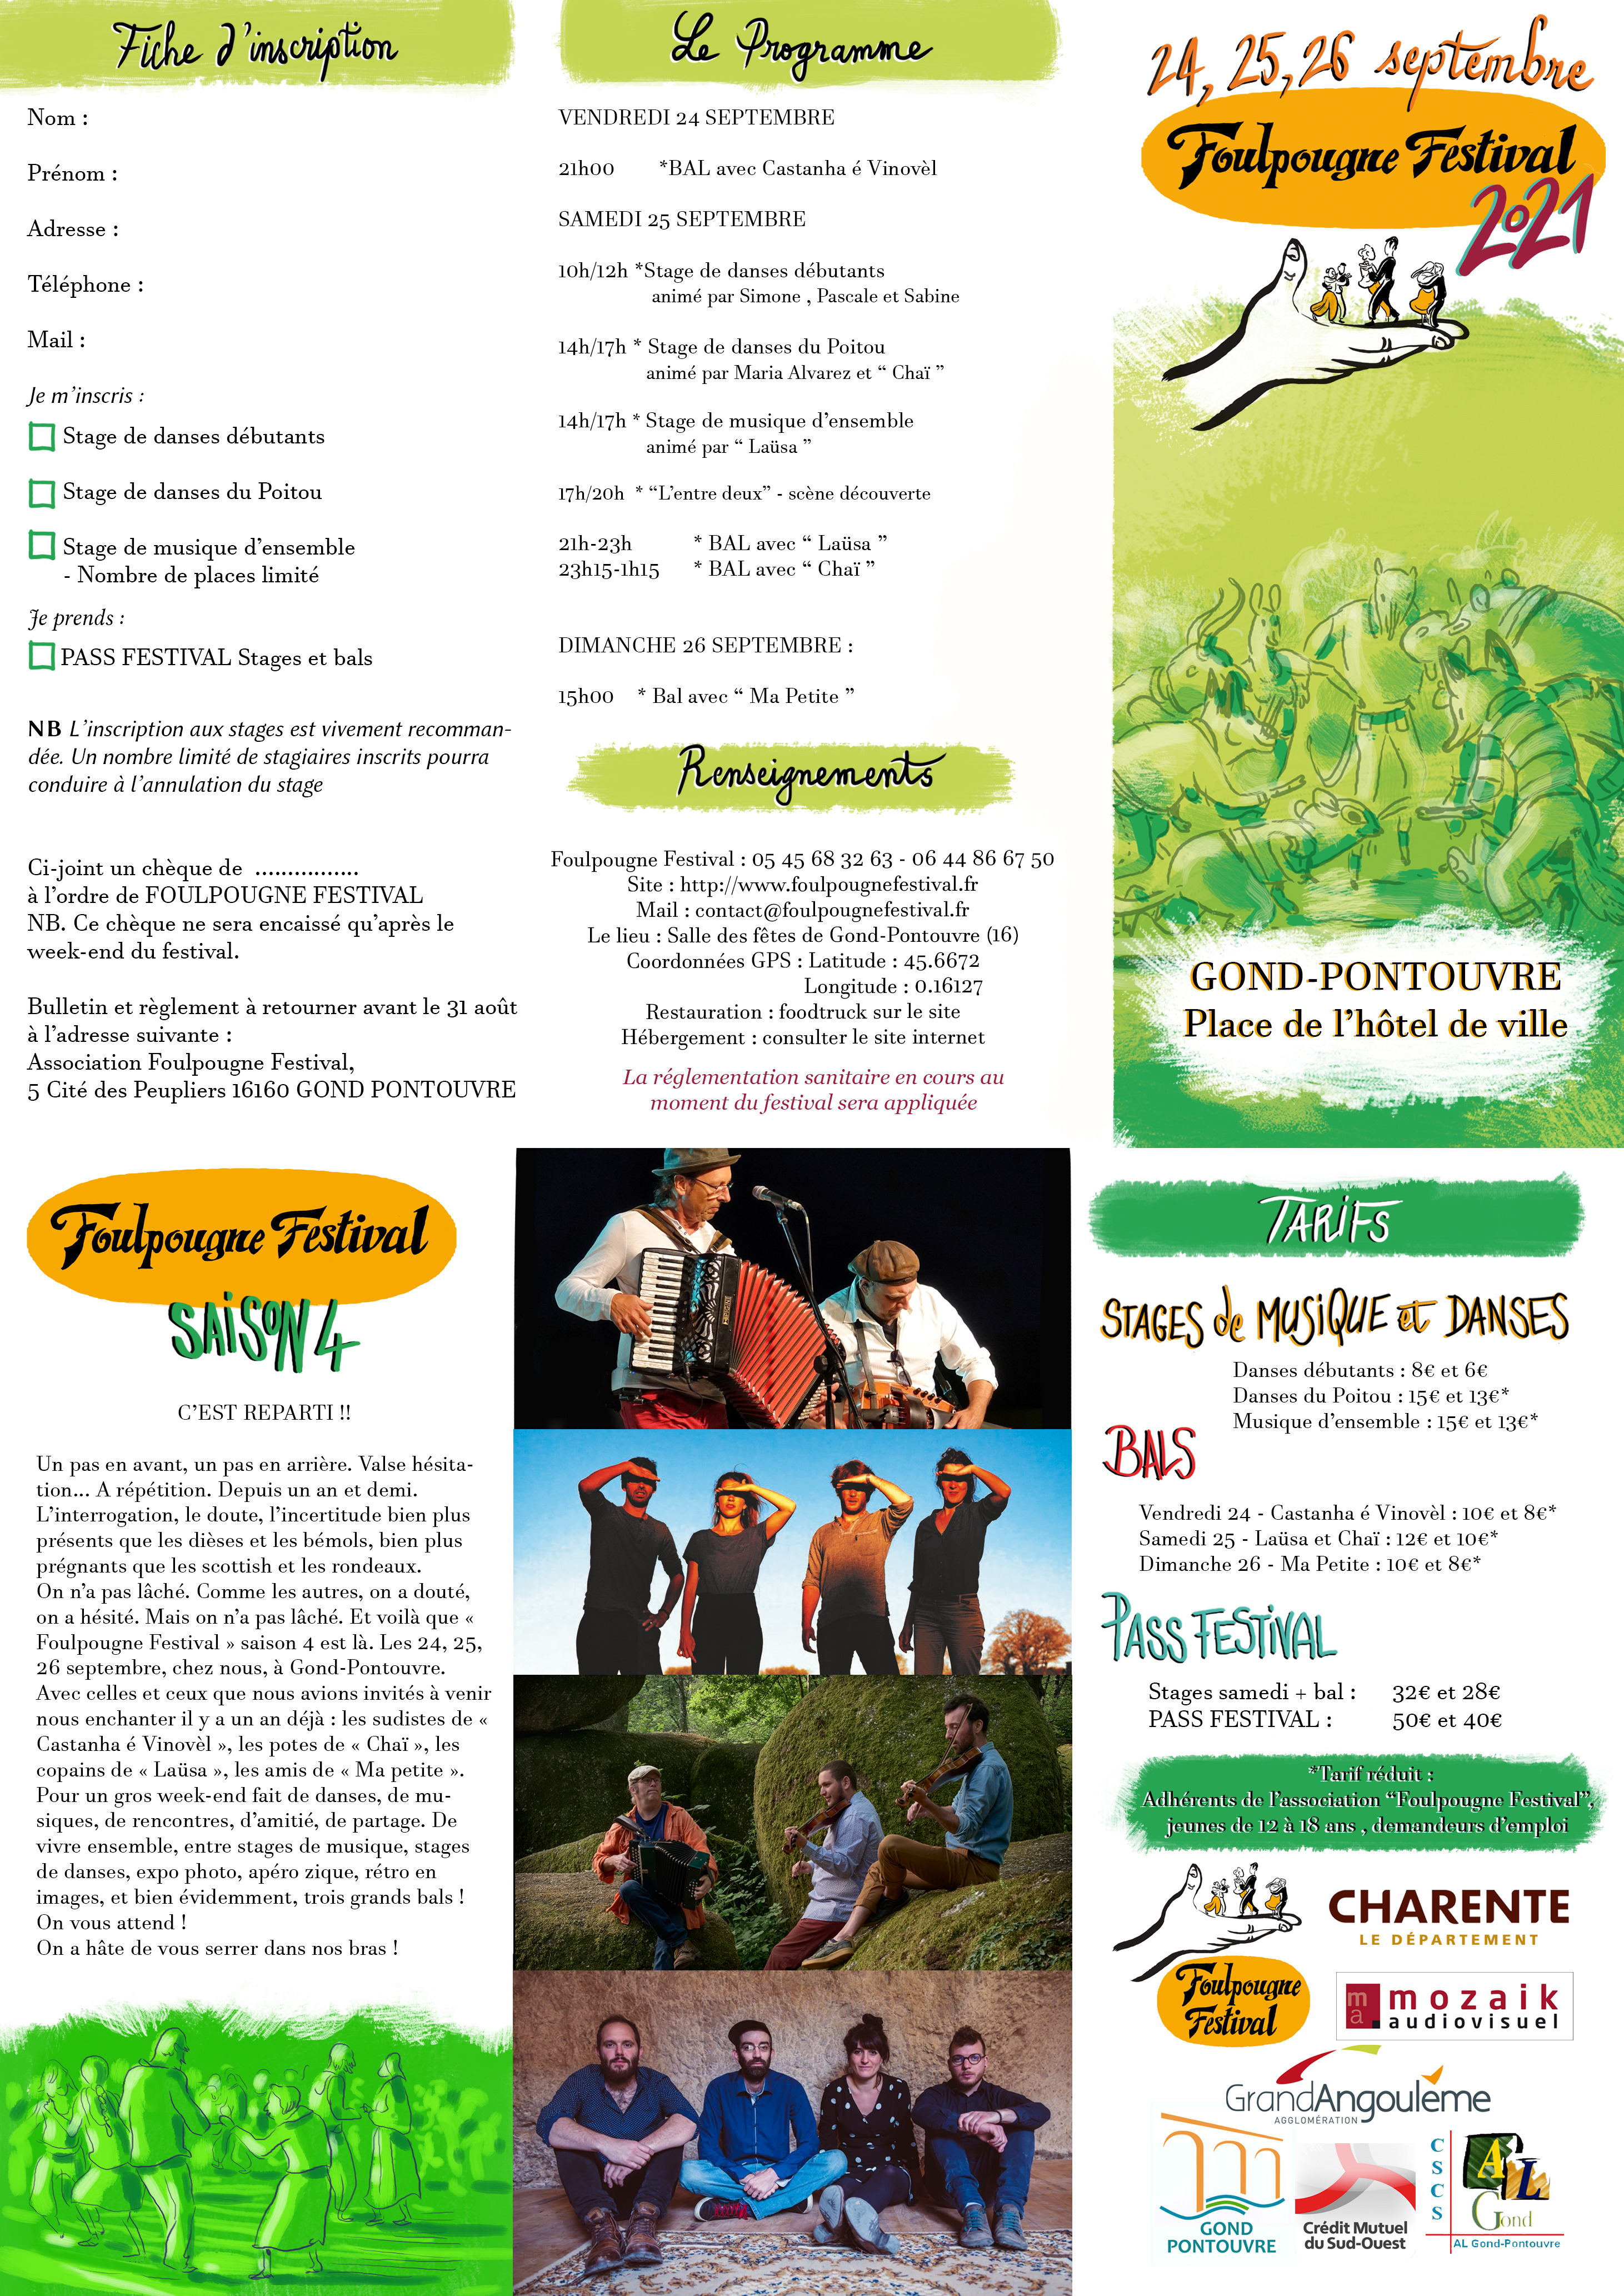 Fiche d'inscription
Nom :
Prénom :
Adresse :
Téléphone :
Mail :
Je m'inscris :
Stage de danses débutants
Stage de danses du Poitou
Stage de musique d'ensemble
- Nombre de places limité
Je prends :
PASS FESTIVAL Stages et bals
NB L'inscription aux stages est vivement recomman-
dée. Un nombre limité de stagiaires inscrits pourra
conduire à l'annulation du stage
Ci-joint un chèque de ................
à l'ordre de FOULPOUGNE FESTIVAL
NB. Ce chèque ne sera encaissé qu'après le
week-end du festival.
Bulletin et règlement à retourner avant le 31 août
à l'adresse suivante :
Association Foulpougne Festival,
5 Cité des Peupliers 16160 GOND PONTOUVRE
Le Programme
VENDREDI 24 SEPTEMBRE
21h00 *BAL avec Castanha é Vinovèl
SAMEDI 25 SEPTEMBRE
10h/12h *Stage de danses débutants
animé par Simone , Pascale et Sabine
14h/17h * Stage de danses du Poitou
animé par Maria Alvarez et “ Chaï ”
14h/17h * Stage de musique d'ensemble
animé par “ Laüsa ”
17h/20h * “L'entre deux” - scène découverte
21h-23h * BAL avec “ Laüsa ”
23h15-1h15 * BAL avec “ Chaï ”
DIMANCHE 26 SEPTEMBRE :
15h00 * Bal avec “ Ma Petite ”
Renseignements
Foulpougne Festival : 05 45 68 32 63 - 06 44 86 67 50
Site : http://www.foulpougnefestival.fr
Mail : contact@foulpougnefestival.fr
Le lieu : Salle des fêtes de Gond-Pontouvre (16)
Coordonnées GPS : Latitude : 45.6672
Longitude : 0.16127
Restauration : foodtruck sur le site
Hébergement : consulter le site internet
La réglementation sanitaire en cours au
moment du festival sera appliquée
24, 25, 26 septembre
Foulpougne Festival
2021
GOND-PONTOUVRE
Place de l'hôtel de ville
Foulpougne Festival
SAISON 4
C'EST REPARTI !!
Un pas en avant, un pas en arrière. Valse hésita-
tion... A répétition. Depuis un an et demi.
L'interrogation, le doute, l'incertitude bien plus
présents que les dièses et les bémols, bien plus
prégnants que les scottish et les rondeaux.
On n'a pas lâché. Comme les autres, on a douté,
on a hésité. Mais on n'a pas lâché. Et voilà que «
Foulpougne Festival » saison 4 est là. Les 24, 25,
26 septembre, chez nous, à Gond-Pontouvre.
Avec celles et ceux que nous avions invités à venir
nous enchanter il y a un an déjà : les sudistes de «
Castanha é Vinovèl », les potes de « Chaï », les
copains de « Laüsa », les amis de « Ma petite ».
Pour un gros week-end fait de danses, de mu-
siques, de rencontres, d'amitié, de partage. De
vivre ensemble, entre stages de musique, stages
de danses, expo photo, apéro zique, rétro en
images, et bien évidemment, trois grands bals !
On vous attend !
On a hâte de vous serrer dans nos bras !
TARIFS
STAGES de MUSIQUE et DANSES
Danses débutants : 8€ et 6€
Danses du Poitou : 15€ et 13€*
Musique d'ensemble : 15€ et 13€*
BALS
Vendredi 24 - Castanha é Vinovèl : 10€ et 8€*
Samedi 25 - Laüsa et Chaï : 12€ et 10€*
Dimanche 26 - Ma Petite : 10€ et 8€*
PASS FESTIVAL
Stages samedi + bal : 32€ et 28€
PASS FESTIVAL : 50€ et 40€
*Tarif réduit :
Adhérents de l'association “Foulpougne Festival”,
jeunes de 12 à 18 ans , demandeurs d'emploi
CHARENTE
LE DÉPARTEMENT
Foulpougne
Festival
ma mozaik
audiovisuel
GrandAngoulême
AGGLOMÉRATION
GOND
PONTOUVRE
Crédit Mutuel
du Sud-Ouest
CSCS
AL
Gond
AL Gond-Pontouvre